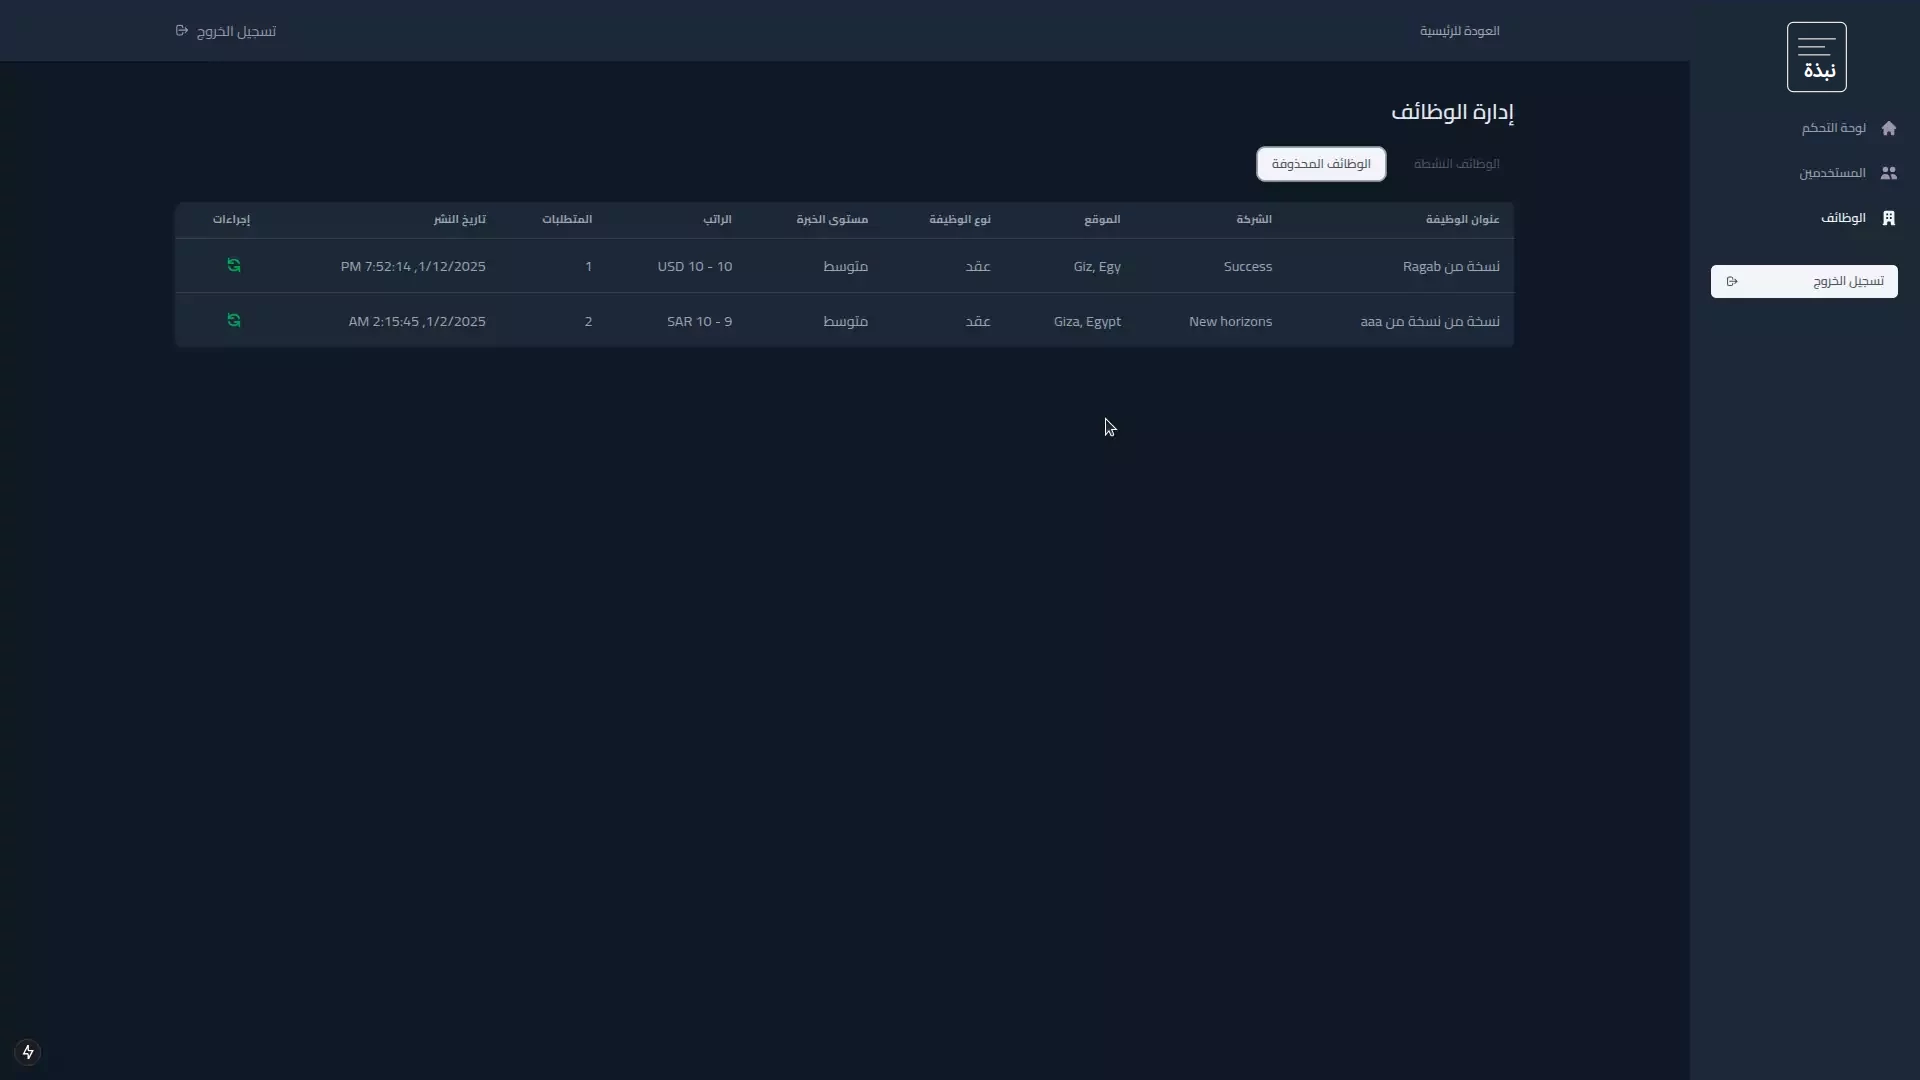 نبذة
لوحة التحكم
المستخدمين
الوظائف
تسجيل الخروج
العودة للرئيسية
تسجيل الخروج
إدارة الوظائف
الوظائف النشطة
الوظائف المحذوفة
عنوان الوظيفة الشركة الموقع نوع الوظيفة مستوى الخبرة الراتب المتطلبات تاريخ النشر إجراءات
نسخة من Ragab Success Giz, Egy عقد متوسط 10 - 10 USD 1 1/12/2025, 7:52:14 PM
نسخة من نسخة من aaa New horizons Giza, Egypt عقد متوسط 9 - 10 SAR 2 1/2/2025, 2:15:45 AM